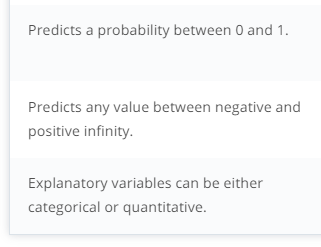 Predicts a probability between 0 and 1.
Predicts any value between negative and
positive infinity.
Explanatory variables can be either
categorical or quantitative.